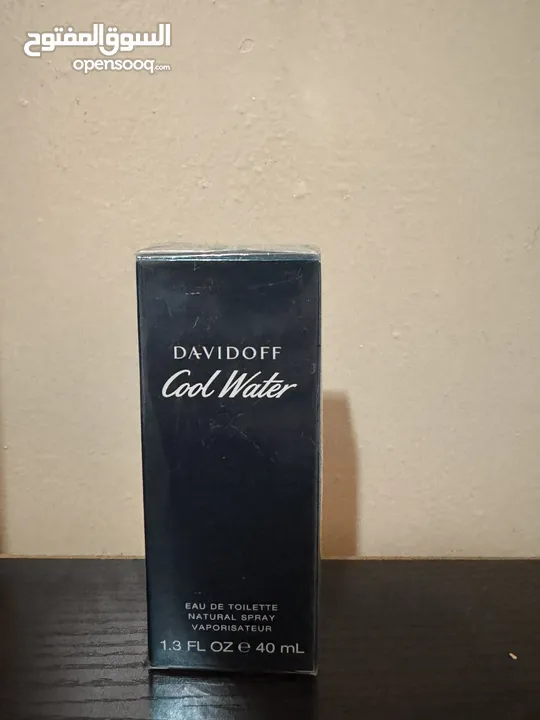 السوق المفتوح
opensooq.com
DAVIDOFF
Cool Water
EAU DE TOILETTE
NATURAL SPRAY
VAPORISATEUR
1.3 FL OZ e 40 mL